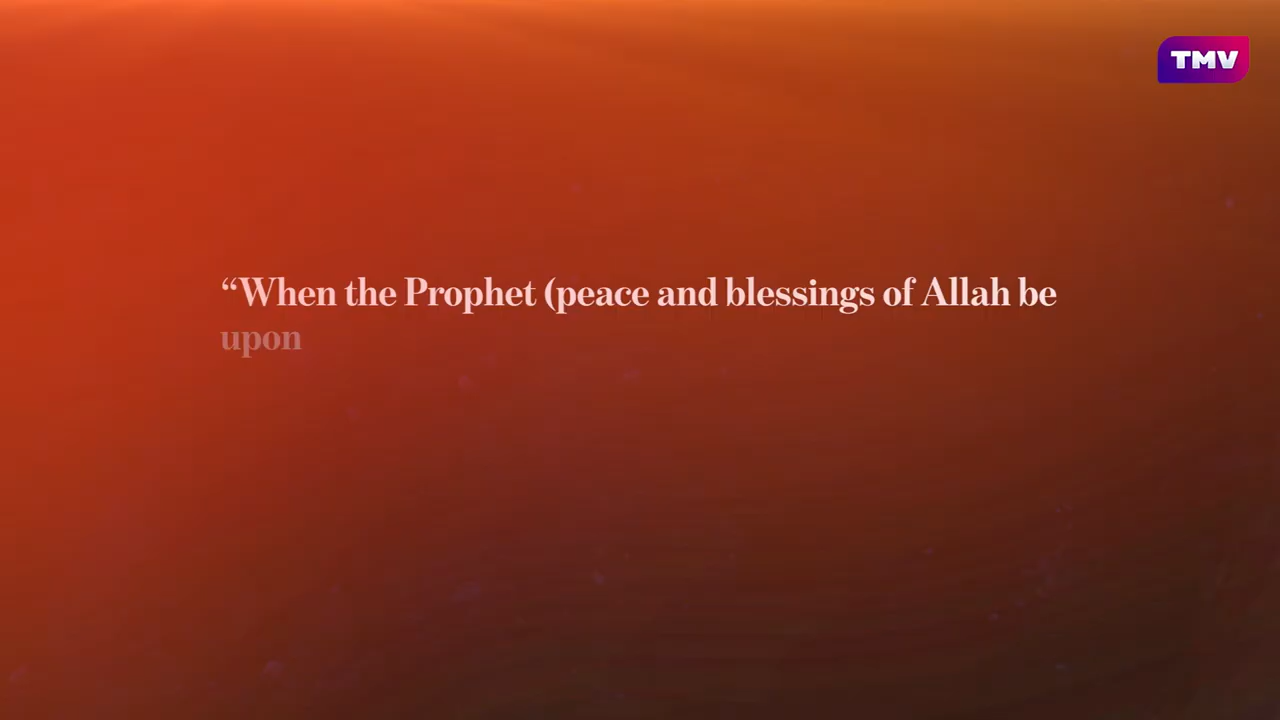 TMV
“When the Prophet (peace and blessings of Allah be
upon